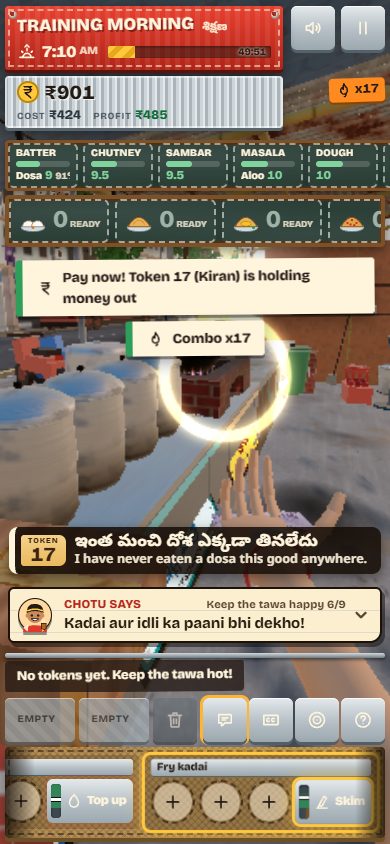 TRAINING MORNING శిక్షణ
7:10 AM
49:51
₹ ₹901
COST ₹424 PROFIT ₹485
x17
BATTER
Dosa 9
CHUTNEY
9.5
SAMBAR
9.5
MASALA
Aloo 10
DOUGH
10
0 READY
0 READY
0 READY
0
₹ Pay now! Token 17 (Kiran) is holding
money out
Combo x17
TOKEN
17
ఇంత మంచి దోశ ఎక్కడా తినలేదు
I have never eaten a dosa this good anywhere.
CHOTU SAYS
Keep the tawa happy 6/9
Kadai aur idli ka paani bhi dekho!
No tokens yet. Keep the tawa hot!
EMPTY
EMPTY
CC
?
Fry kadai
+ Top up
+ + + Skim